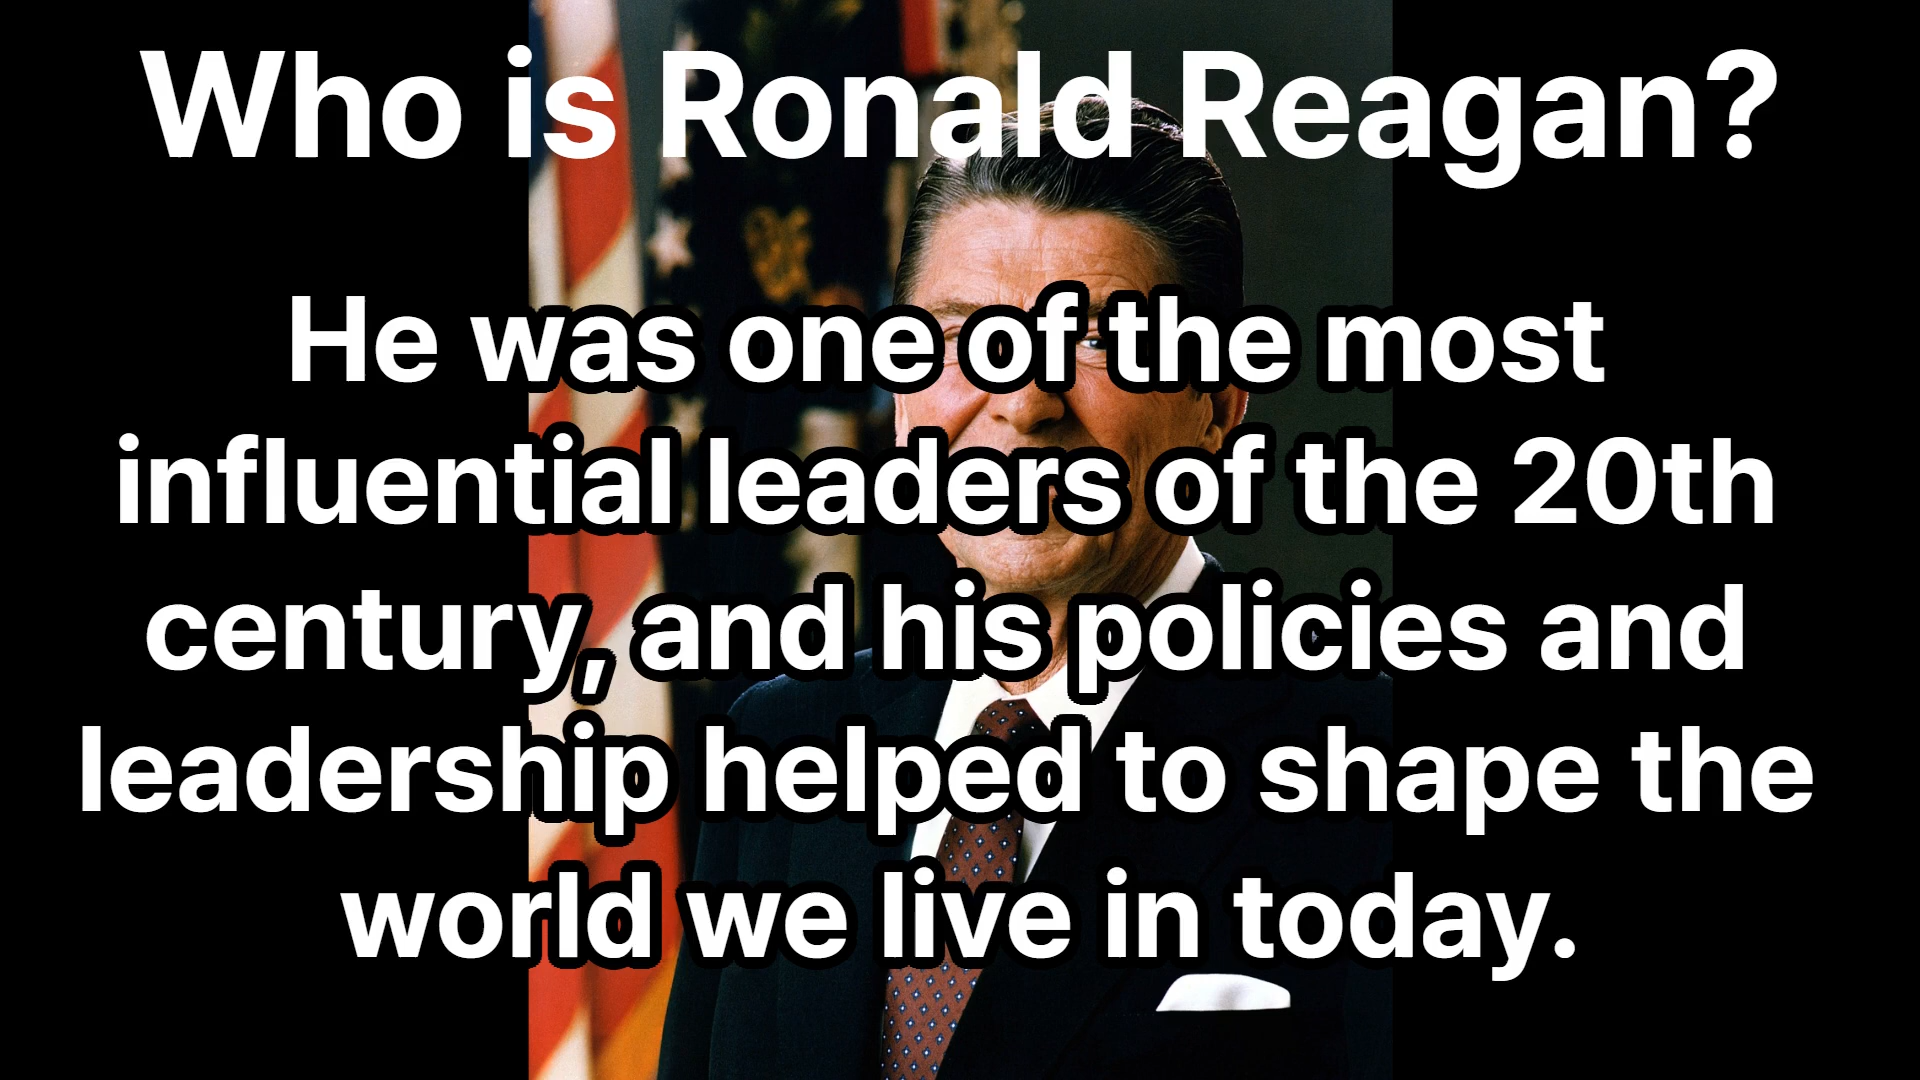 Who is Ronald Reagan?
He was one of the most
influential leaders of the 20th
century, and his policies and
leadership helped to shape the
world we live in today.